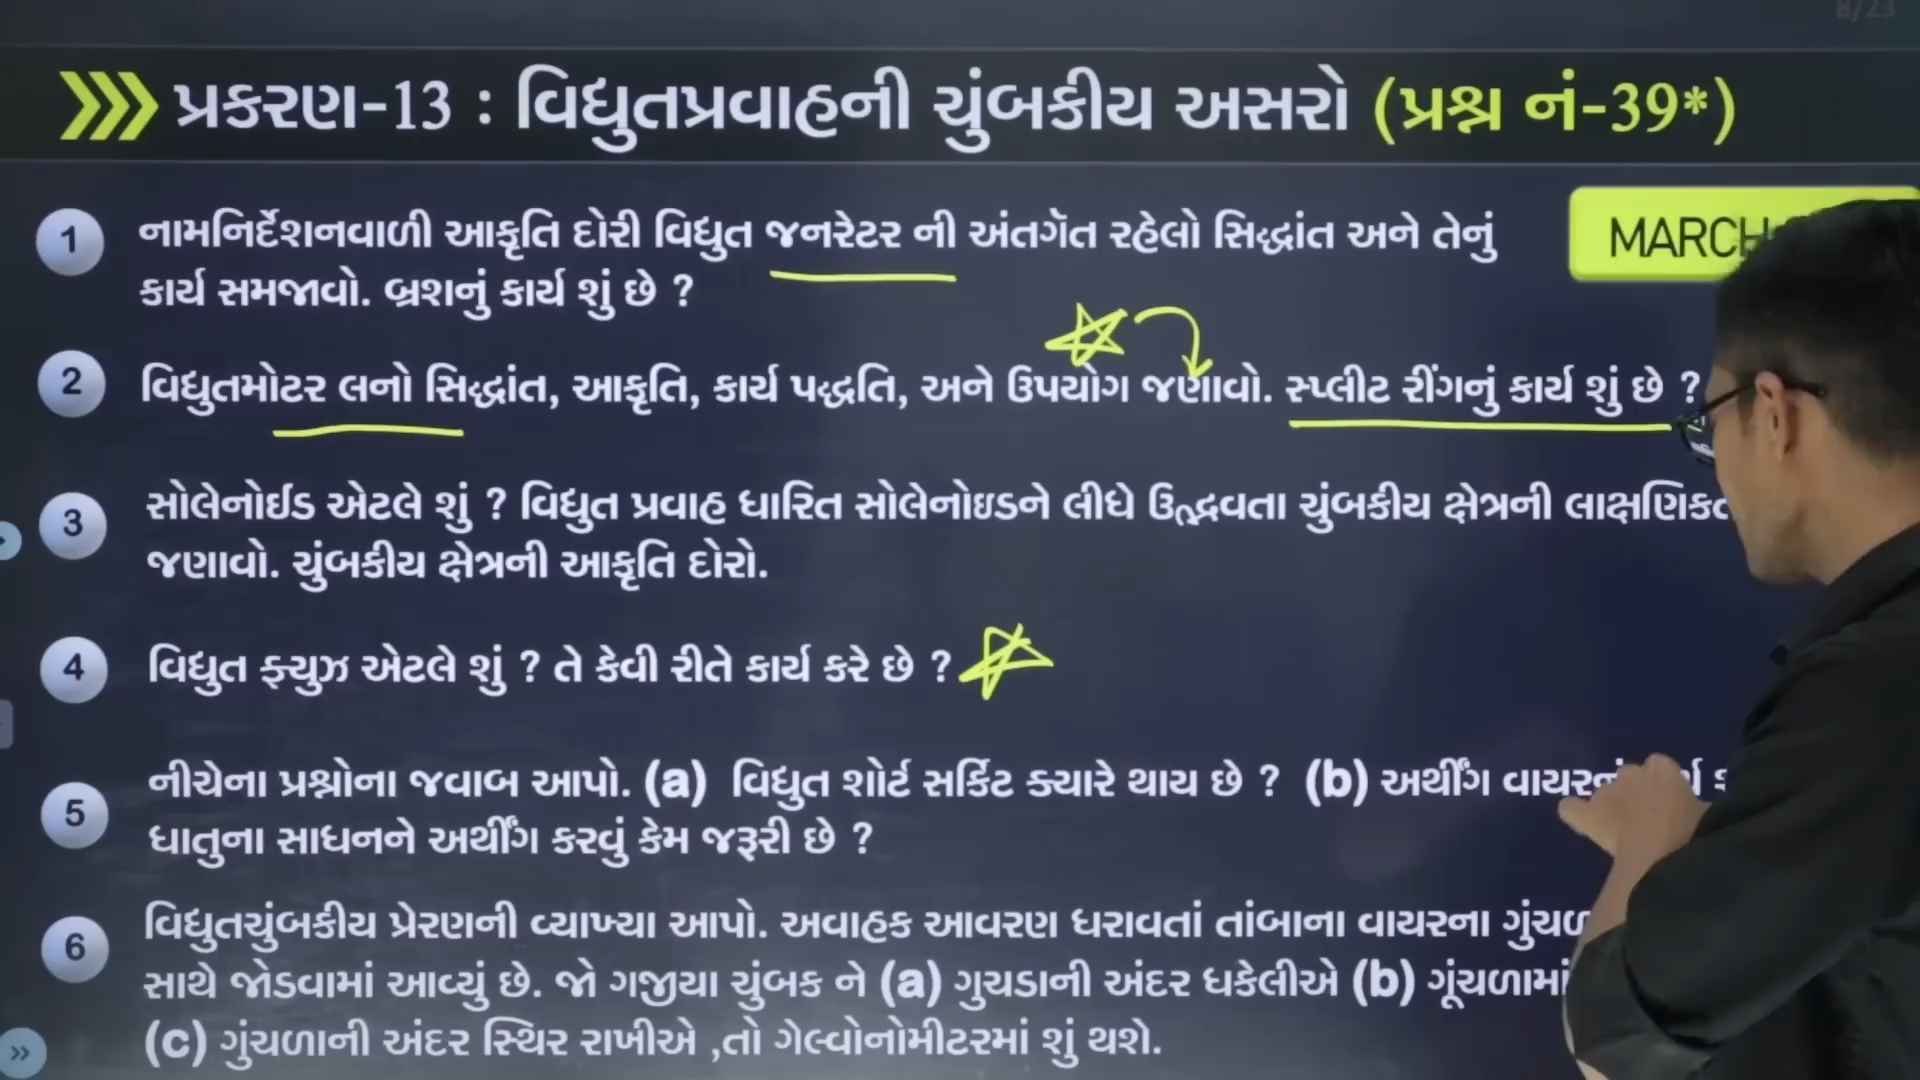 8/23
પ્રકરણ-13 : વિદ્યુતપ્રવાહની ચુંબકીય અસરો (પ્રશ્ન નં-39*)
MARCH
1 નામનિર્દેશનવાળી આકૃતિ દોરી વિદ્યુત જનરેટર ની અંતર્ગત રહેલો સિદ્ધાંત અને તેનું
કાર્ય સમજાવો. બ્રશનું કાર્ય શું છે ?
2 વિદ્યુતમોટર લનો સિદ્ધાંત, આકૃતિ, કાર્ય પદ્ધતિ, અને ઉપયોગ જણાવો. સ્પ્લીટ રીંગનું કાર્ય શું છે ?
3 સોલેનોઈડ એટલે શું ? વિદ્યુત પ્રવાહ ધારિત સોલેનોઇડને લીધે ઉદ્ભવતા ચુંબકીય ક્ષેત્રની
જણાવો. ચુંબકીય ક્ષેત્રની આકૃતિ દોરો.
4 વિદ્યુત ફ્યુઝ એટલે શું ? તે કેવી રીતે કાર્ય કરે છે ?
5 નીચેના પ્રશ્નોના જવાબ આપો. (a) વિદ્યુત શોર્ટ સર્કિટ ક્યારે થાય છે ? (b) અર્થીંગ
ધાતુના સાધનને અર્થીંગ કરવું કેમ જરૂરી છે ?
6 વિદ્યુતચુંબકીય પ્રેરણની વ્યાખ્યા આપો. અવાહક આવરણ ધરાવતાં તાંબાના વાયરના
સાથે જોડવામાં આવ્યું છે. જો ગજીયા ચુંબક ને (a) ગુચડાની અંદર ધકેલીએ (b) ગૂંચળામાં
(c) ગુંચળાની અંદર સ્થિર રાખીએ ,તો ગેલ્વોનોમીટરમાં શું થશે.